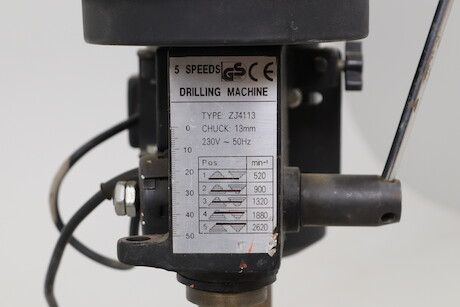 5 SPEEDS GS CE
DRILLING MACHINE
TYPE: ZJ4113
CHUCK: 13mm
230V ~ 50Hz
0
10
20
30
40
50
Pos. min-¹
1 520
2 900
3 1320
4 1880
5 2620